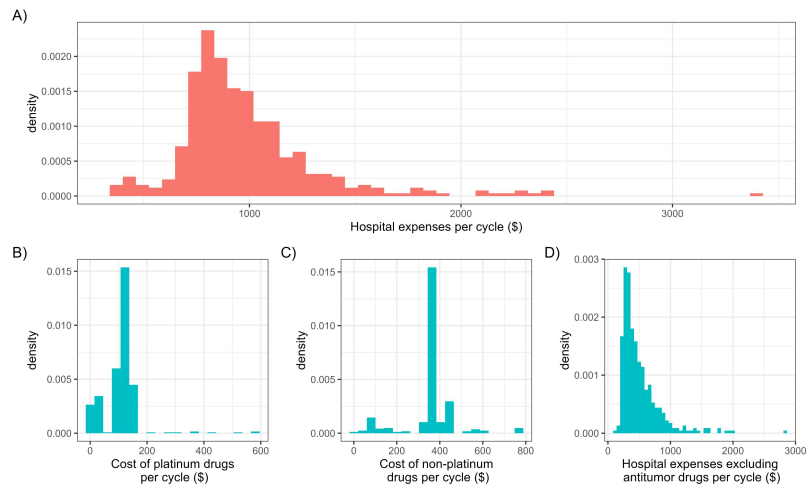 A)
0.0020
0.0015
0.0010
0.0005
0.0000
density
1000
2000
3000
Hospital expenses per cycle ($)
B)
0.015
0.010
0.005
0.000
density
0
200
400
600
Cost of platinum drugs
per cycle ($)
C)
0.015
0.010
0.005
0.000
density
0
200
400
600
800
Cost of non-platinum
drugs per cycle ($)
D)
0.003
0.002
0.001
0.000
density
0
1000
2000
3000
Hospital expenses excluding
antitumor drugs per cycle ($)